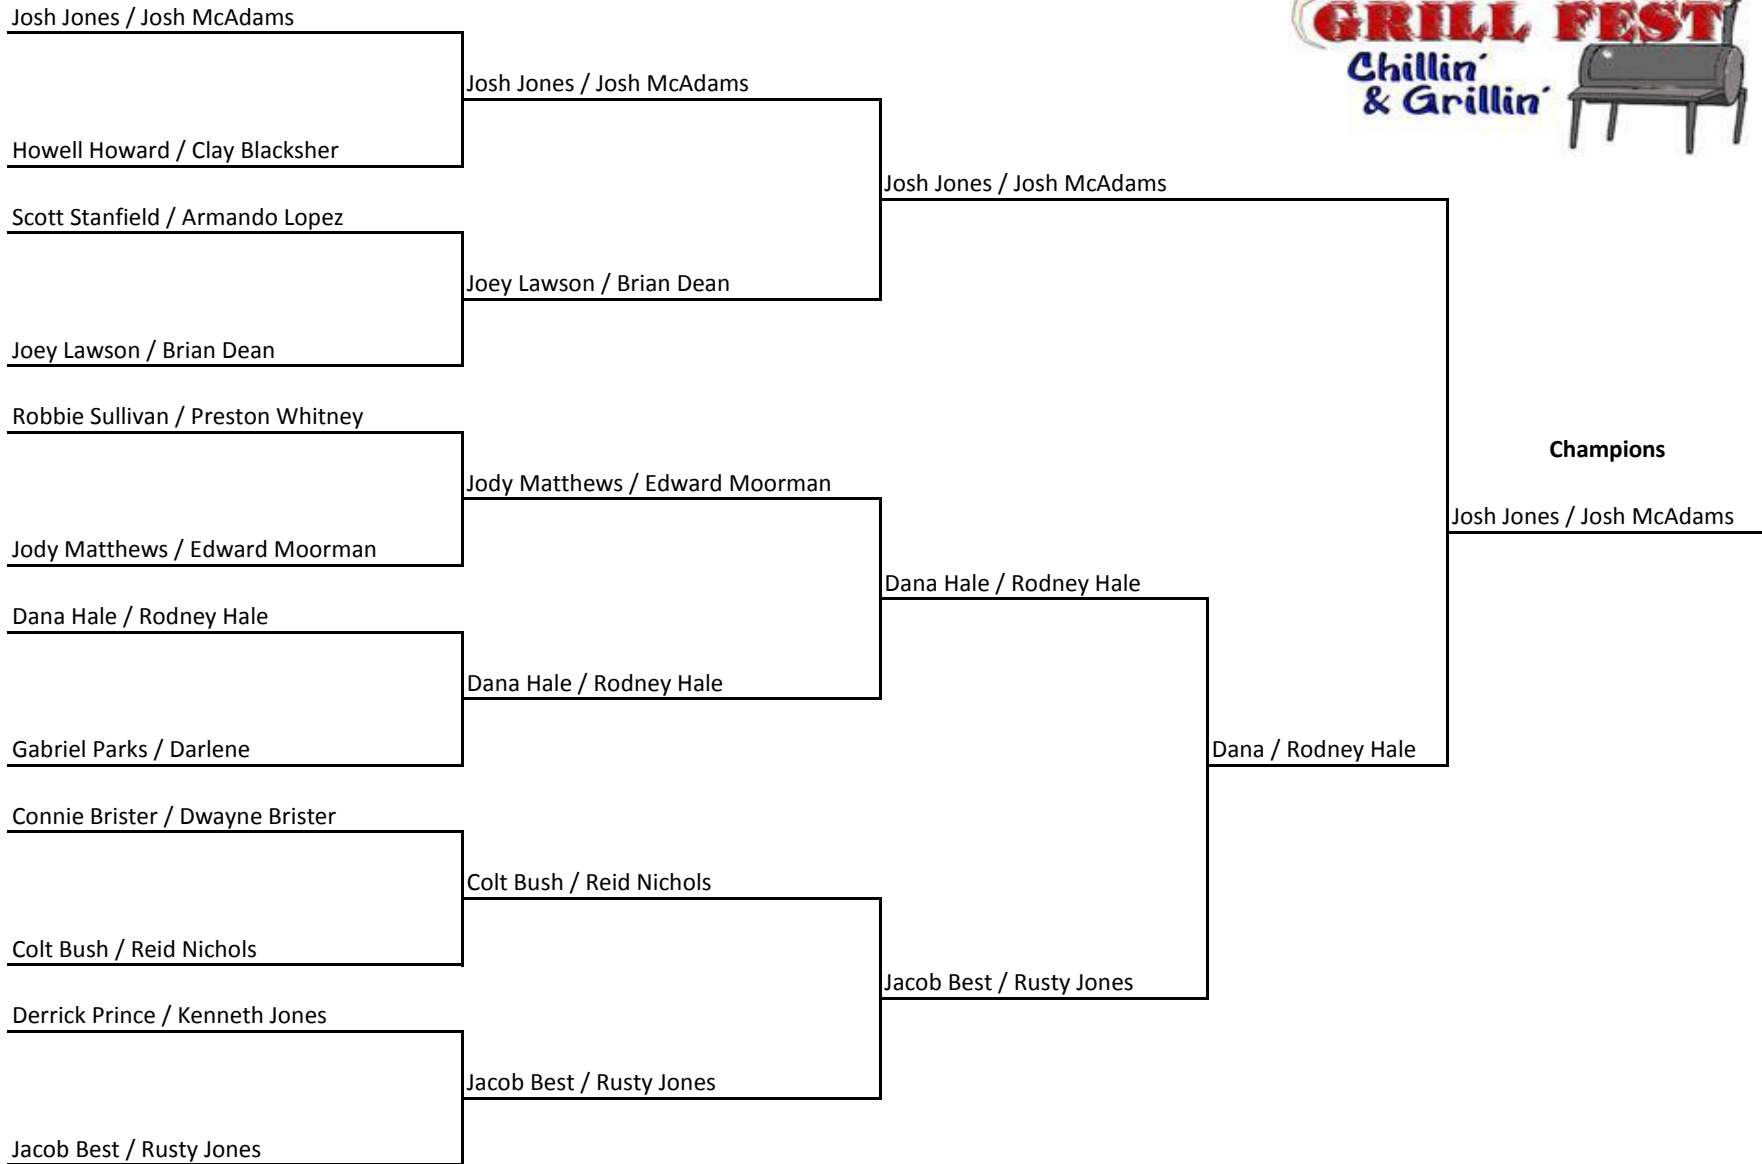 GRILL FEST
Chillin'
& Grillin'
Josh Jones / Josh McAdams
Howell Howard / Clay Blacksher
Scott Stanfield / Armando Lopez
Joey Lawson / Brian Dean
Robbie Sullivan / Preston Whitney
Jody Matthews / Edward Moorman
Dana Hale / Rodney Hale
Gabriel Parks / Darlene
Connie Brister / Dwayne Brister
Colt Bush / Reid Nichols
Derrick Prince / Kenneth Jones
Jacob Best / Rusty Jones
Josh Jones / Josh McAdams
Joey Lawson / Brian Dean
Jody Matthews / Edward Moorman
Dana Hale / Rodney Hale
Colt Bush / Reid Nichols
Jacob Best / Rusty Jones
Josh Jones / Josh McAdams
Dana Hale / Rodney Hale
Jacob Best / Rusty Jones
Dana / Rodney Hale
Champions
Josh Jones / Josh McAdams